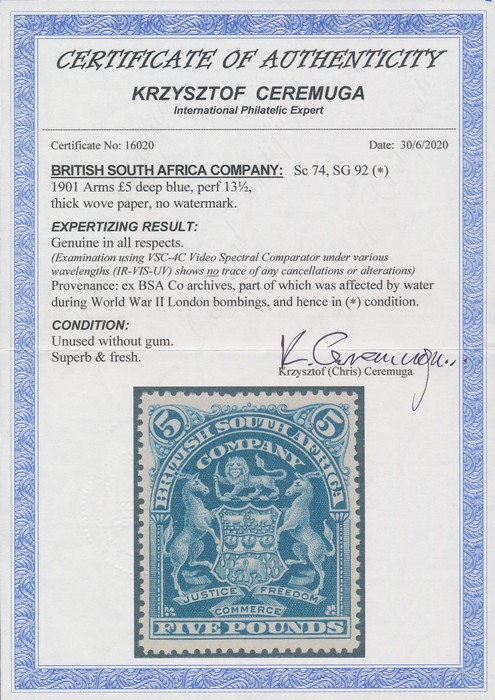 CERTIFICATE OF AUTHENTICITY
KRZYSZTOF CEREMUGA
International Philatelic Expert
Certificate No: 16020 Date: 30/6/2020
BRITISH SOUTH AFRICA COMPANY: Sc 74, SG 92 (*)
1901 Arms £5 deep blue, perf 13½,
thick wove paper, no watermark.
EXPERTIZING RESULT:
Genuine in all respects.
(Examination using VSC-4C Video Spectral Comparator under various
wavelengths (IR-VIS-UV) shows no trace of any cancellations or alterations)
Provenance: ex BSA Co archives, part of which was affected by water
during World War II London bombings, and hence in (*) condition.
CONDITION:
Unused without gum.
Superb & fresh.
K. Ceremuga
Krzysztof (Chris) Ceremuga
5 5
BRITISH SOUTH AFRICA
COMPANY
JUSTICE FREEDOM
COMMERCE
FIVE POUNDS